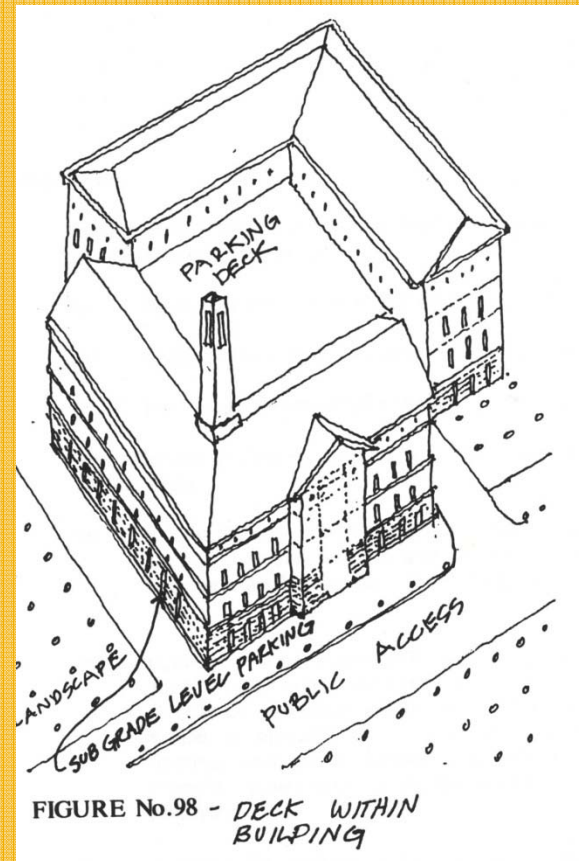 PARKING
DECK
LANDSCAPE
SUB GRADE LEVEL PARKING
PUBLIC ACCESS
FIGURE No.98 - DECK WITHIN
BUILDING